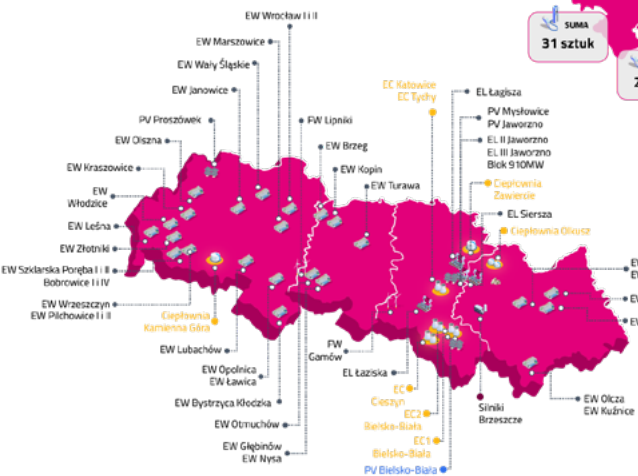 EW Wrocław I i II
EW Marszowice
EW Wały Śląskie
EW Janowice
PV Proszówek
EW Olszna
EW Kraszowice
EW
Włodzice
EW Leśna
EW Złotniki
EW Szklarska Poręba I i II
Bobrowice I i IV
EW Wrzeszczyn
EW Pilchowice I i II
Ciepłownia
Kamienna Góra
EW Lubachów
EW Opolnica
EW Ławica
EW Bystrzyca Kłodzka
EW Otmuchów
EW Głębinów
EW Nysa
FW Lipniki
EW Brzeg
EW Kopin
EW Turawa
EC Katowice
EC Tychy
EL Łagisza
PV Mysłowice
PV Jaworzno
EL II Jaworzno
EL III Jaworzno
Blok 910MW
Ciepłownia
Zawiercie
EL Siersza
Ciepłownia Olkusz
FW
Gamów
EL Łaziska
EC
Cieszyn
EC2
Bielsko-Biała
EC1
Bielsko-Biała
PV Bielsko-Biała
Silniki
Brzeszcze
EW Olcza
EW Kuźnice
SUMA
31 sztuk